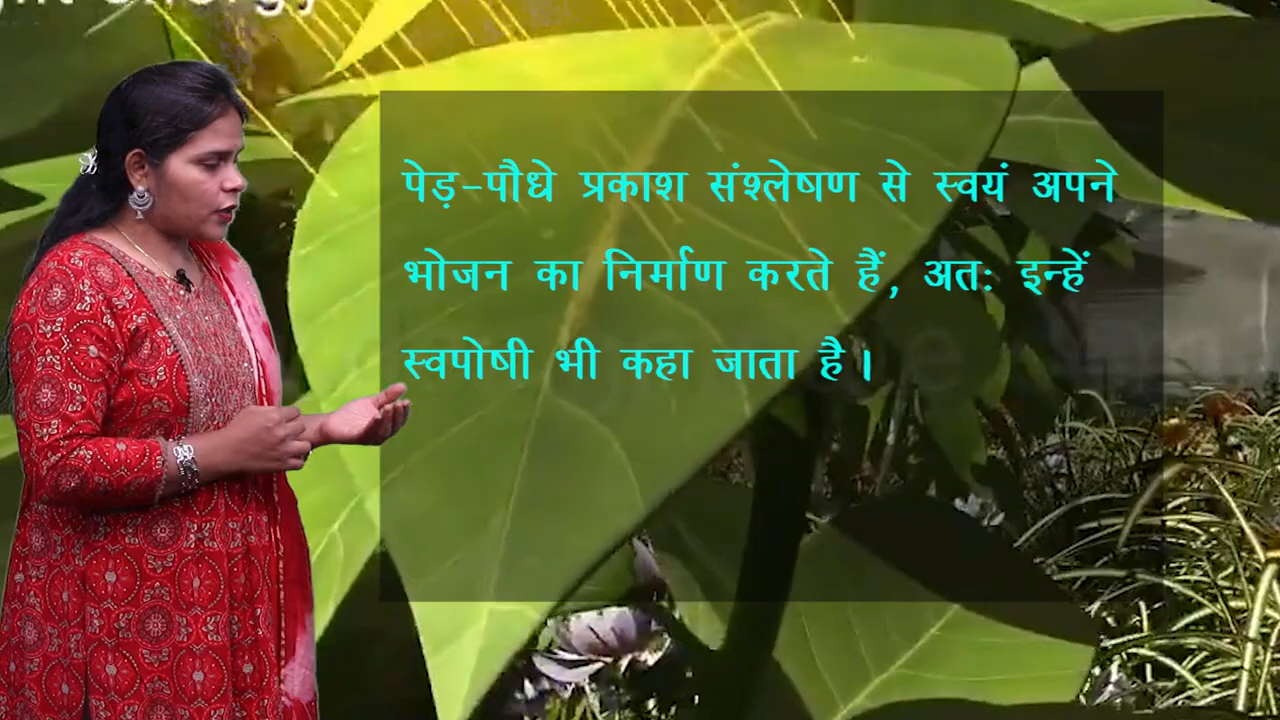 पेड़-पौधे प्रकाश संश्लेषण से स्वयं अपने
भोजन का निर्माण करते हैं, अतः इन्हें
स्वपोषी भी कहा जाता है।